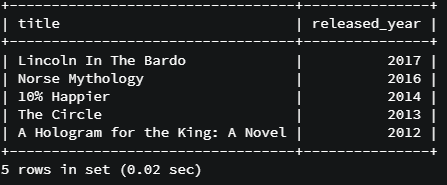 +----------------------------------+---------------+
| title | released_year |
+----------------------------------+---------------+
| Lincoln In The Bardo | 2017 |
| Norse Mythology | 2016 |
| 10% Happier | 2014 |
| The Circle | 2013 |
| A Hologram for the King: A Novel | 2012 |
+----------------------------------+---------------+
5 rows in set (0.02 sec)